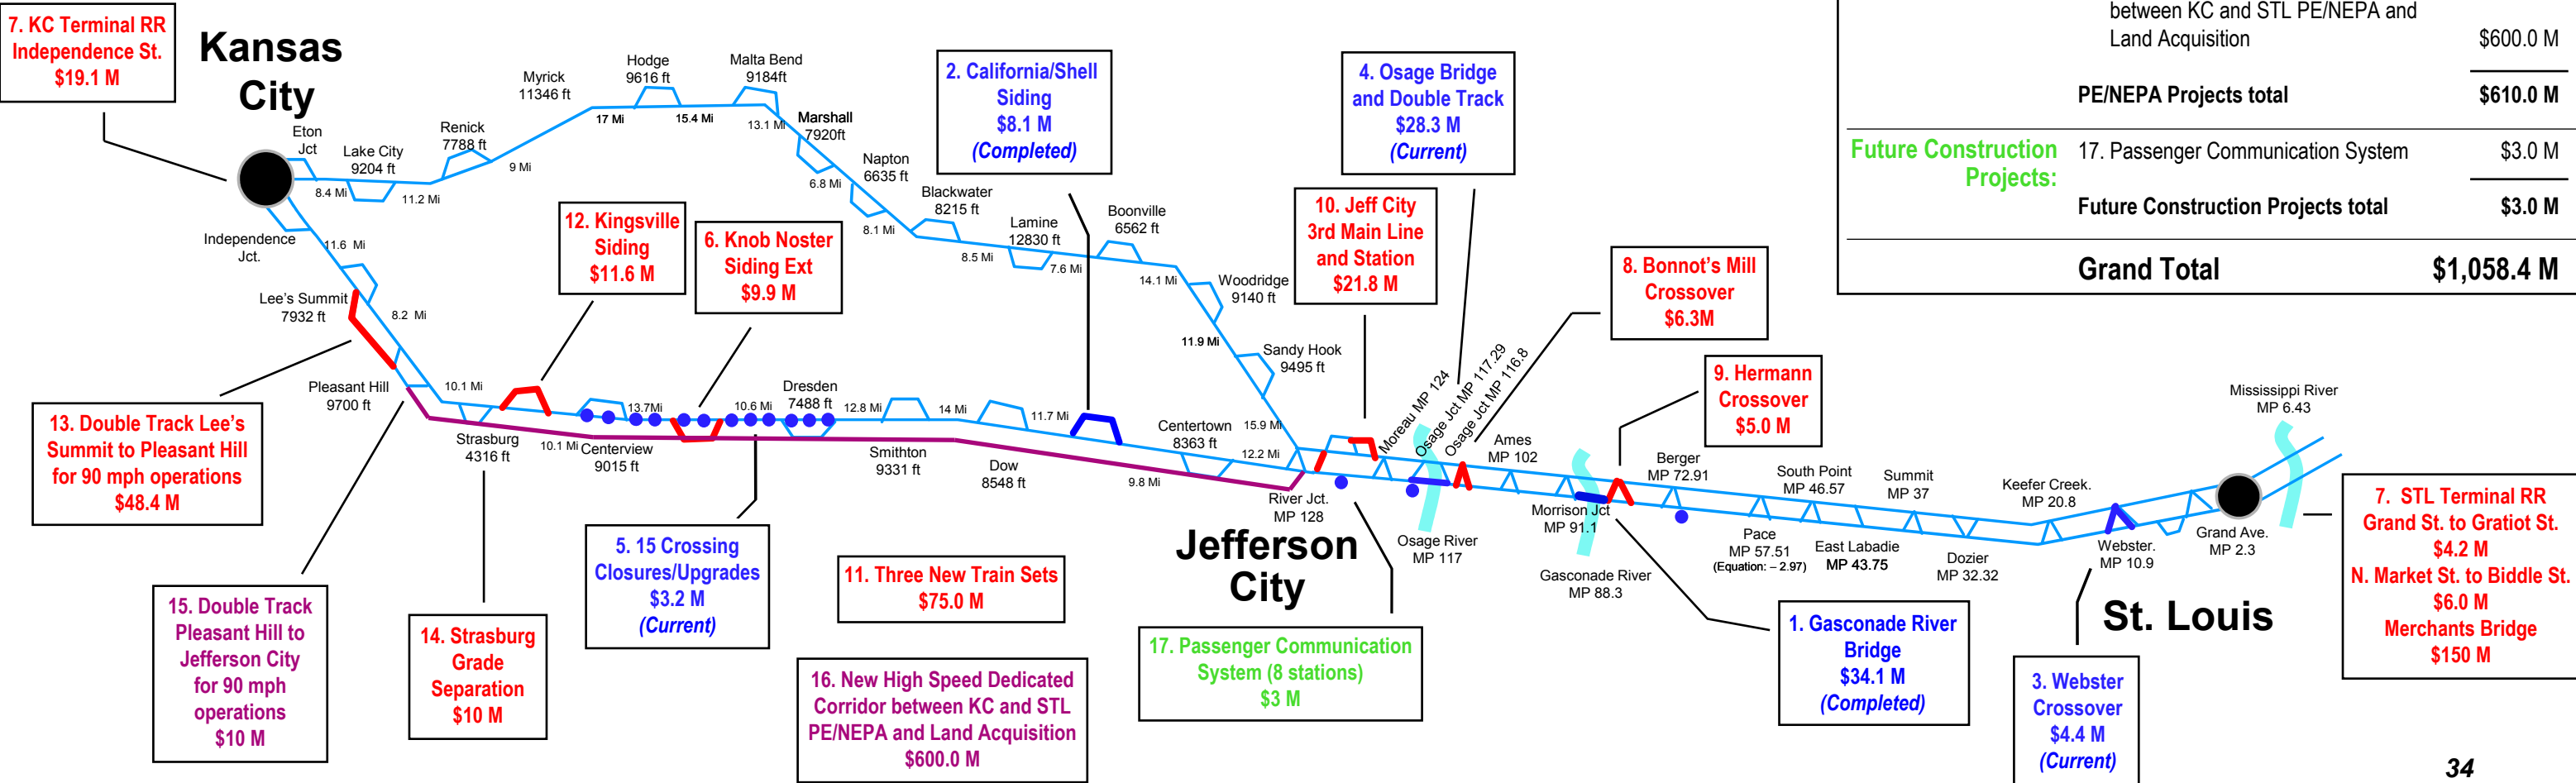 7. KC Terminal RR
Independence St.
$19.1 M
Kansas
City
Eton
Jct
Lake City
9204 ft
8.4 Mi
11.2 Mi
Renick
7788 ft
9 Mi
Myrick
11346 ft
17 Mi
Hodge
9616 ft
15.4 Mi
Malta Bend
9184ft
13.1 Mi
Marshall
7920ft
6.8 Mi
Napton
6635 ft
8.1 Mi
Blackwater
8215 ft
8.5 Mi
Lamine
12830 ft
7.6 Mi
Boonville
6562 ft
14.1 Mi
Woodridge
9140 ft
11.9 Mi
Sandy Hook
9495 ft
15.9 Mi
2. California/Shell
Siding
$8.1 M
(Completed)
4. Osage Bridge
and Double Track
$28.3 M
(Current)
between KC and STL PE/NEPA and
Land Acquisition $600.0 M
PE/NEPA Projects total $610.0 M
Future Construction
Projects:
17. Passenger Communication System $3.0 M
Future Construction Projects total $3.0 M
Grand Total $1,058.4 M
12. Kingsville
Siding
$11.6 M
6. Knob Noster
Siding Ext
$9.9 M
10. Jeff City
3rd Main Line
and Station
$21.8 M
8. Bonnot's Mill
Crossover
$6.3M
9. Hermann
Crossover
$5.0 M
Independence
Jct.
11.6 Mi
Lee's Summit
7932 ft
8.2 Mi
Pleasant Hill
9700 ft
10.1 Mi
Strasburg
4316 ft
10.1 Mi
Centerview
9015 ft
13.7Mi
10.6 Mi
Dresden
7488 ft
12.8 Mi
Smithton
9331 ft
14 Mi
Dow
8548 ft
11.7 Mi
9.8 Mi
Centertown
8363 ft
12.2 Mi
River Jct.
MP 128
Moreau MP 124
Osage Jct MP 117.29
Osage Jct MP 116.8
Osage River
MP 117
Ames
MP 102
Morrison Jct
MP 91.1
Gasconade River
MP 88.3
Berger
MP 72.91
Pace
MP 57.51
(Equation: – 2.97)
South Point
MP 46.57
East Labadie
MP 43.75
Summit
MP 37
Dozier
MP 32.32
Keefer Creek.
MP 20.8
Webster.
MP 10.9
Grand Ave.
MP 2.3
Mississippi River
MP 6.43
Jefferson
City
St. Louis
13. Double Track Lee's
Summit to Pleasant Hill
for 90 mph operations
$48.4 M
15. Double Track
Pleasant Hill to
Jefferson City
for 90 mph
operations
$10 M
14. Strasburg
Grade
Separation
$10 M
5. 15 Crossing
Closures/Upgrades
$3.2 M
(Current)
11. Three New Train Sets
$75.0 M
16. New High Speed Dedicated
Corridor between KC and STL
PE/NEPA and Land Acquisition
$600.0 M
17. Passenger Communication
System (8 stations)
$3 M
1. Gasconade River
Bridge
$34.1 M
(Completed)
3. Webster
Crossover
$4.4 M
(Current)
7. STL Terminal RR
Grand St. to Gratiot St.
$4.2 M
N. Market St. to Biddle St.
$6.0 M
Merchants Bridge
$150 M
34